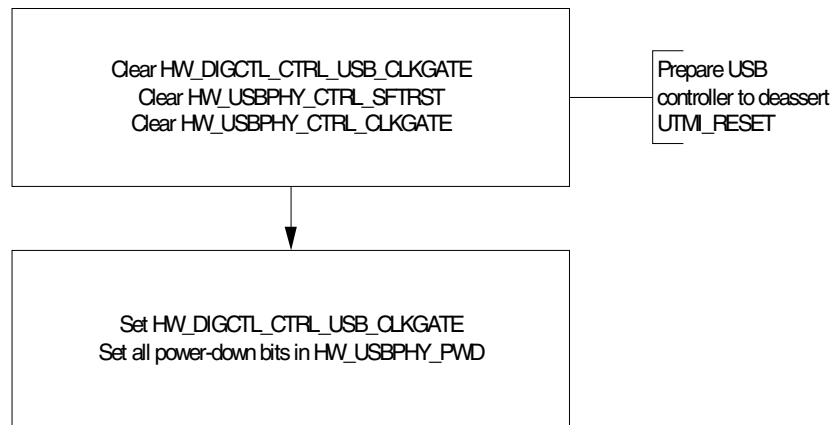 Clear HW_DIGCTL_CTRL_USB_CLKGATE
Clear HW_USBPHY_CTRL_SFTRST
Clear HW_USBPHY_CTRL_CLKGATE
Prepare USB
controller to deassert
UTMI_RESET
Set HW_DIGCTL_CTRL_USB_CLKGATE
Set all power-down bits in HW_USBPHY_PWD